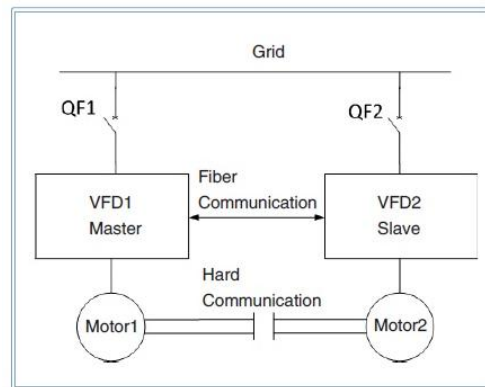 Grid
QF1
QF2
VFD1
Master
Fiber
Communication
VFD2
Slave
Hard
Communication
Motor1
Motor2